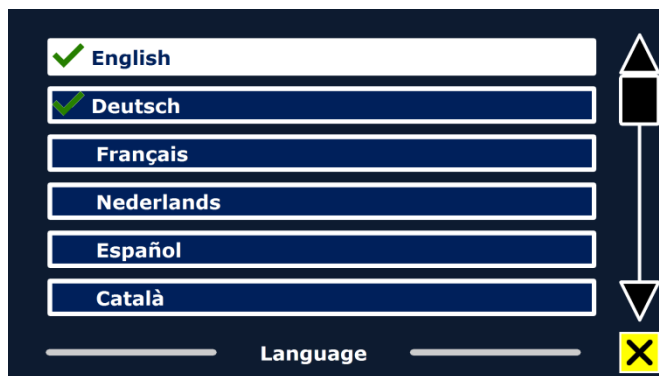 English
Deutsch
Français
Nederlands
Español
Català
Language